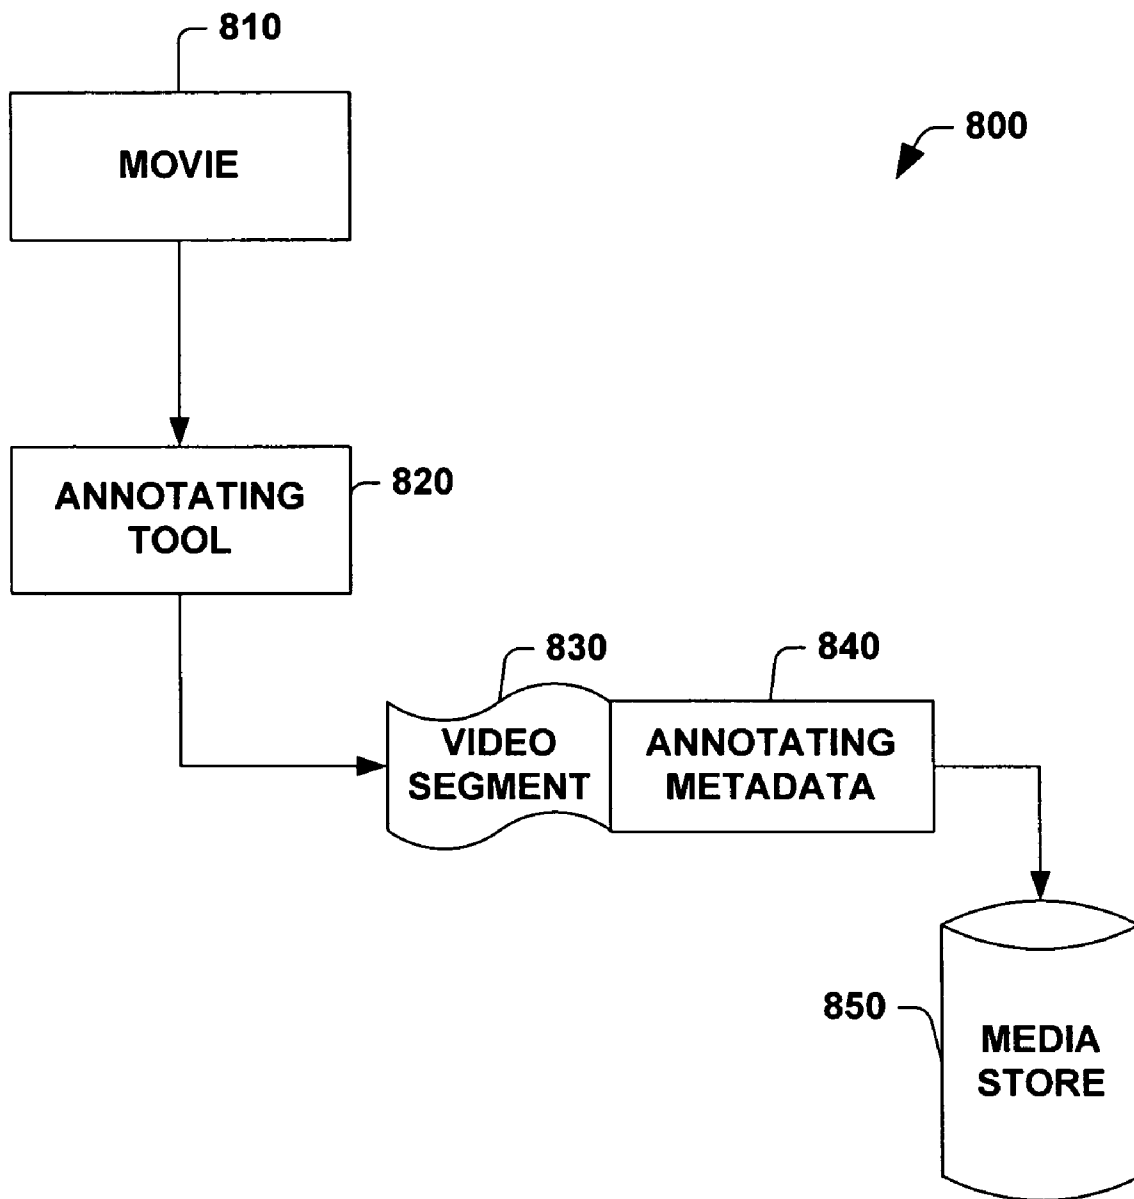 810
MOVIE
800
ANNOTATING
TOOL
820
830
VIDEO
SEGMENT
840
ANNOTATING
METADATA
850
MEDIA
STORE